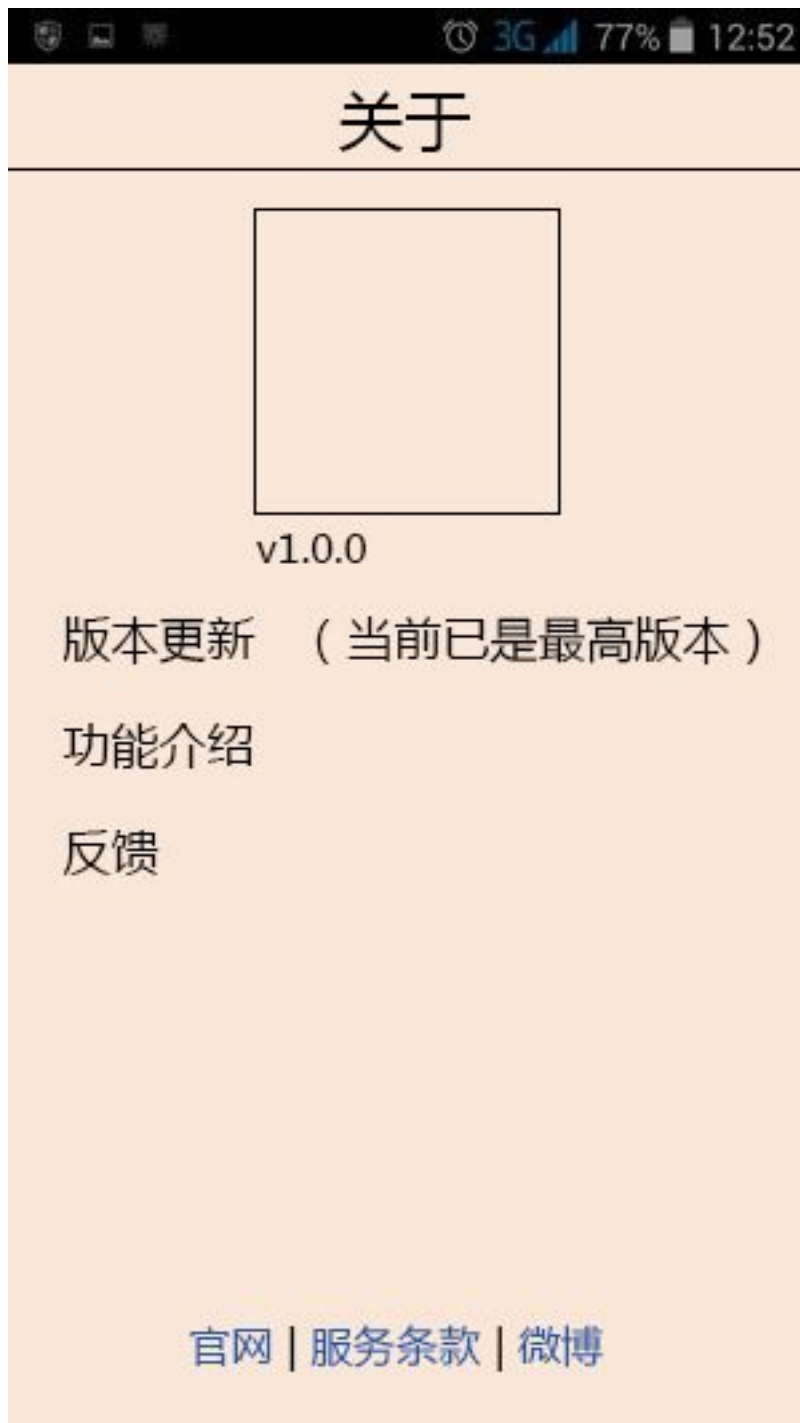 3G 77% 12:52
关于
v1.0.0
版本更新 （当前已是最高版本）
功能介绍
反馈
官网 | 服务条款 | 微博